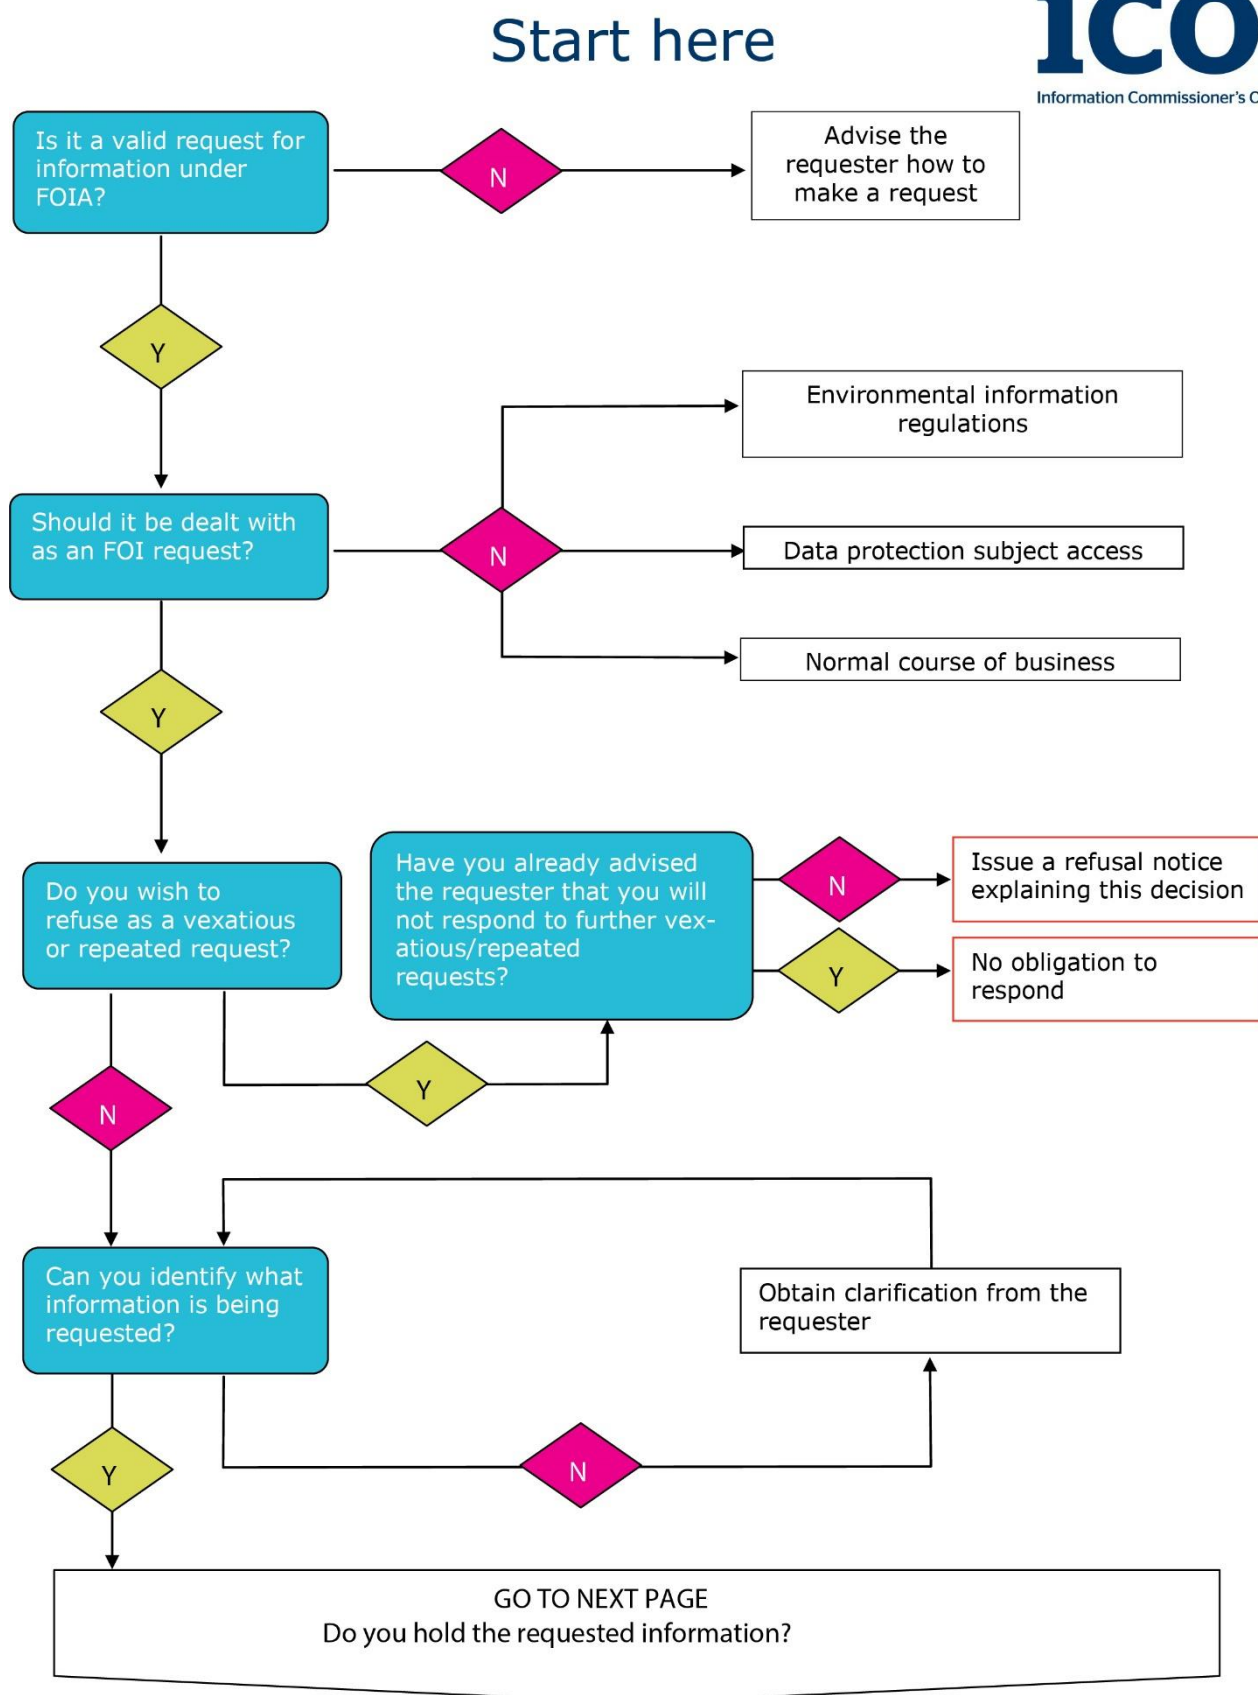 Start here
ico
Information Commissioner's O
Is it a valid request for
information under
FOIA?
N
Advise the
requester how to
make a request
Y
Environmental information
regulations
Should it be dealt with
as an FOI request?
N
Data protection subject access
Normal course of business
Y
Do you wish to
refuse as a vexatious
or repeated request?
Have you already advised
the requester that you will
not respond to further vex-
atious/repeated
requests?
N
Issue a refusal notice
explaining this decision
Y
No obligation to
respond
Y
N
Can you identify what
information is being
requested?
Obtain clarification from the
requester
Y
N
GO TO NEXT PAGE
Do you hold the requested information?